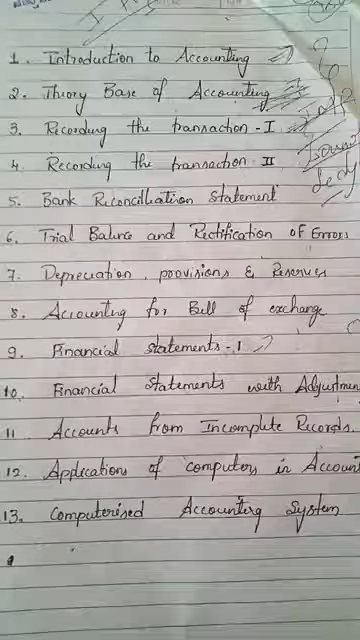 1. Introduction to Accounting
2. Theory Base of Accounting
3. Recording the transaction - I
4. Recording the transaction - II
5. Bank Reconcilliation Statement
6. Trial Balance and Rectification of Errors
7. Depreciation, provisions & Reserves
8. Accounting for Bill of exchange
9. Financial statements - I
10. Financial Statements with Adjustmen
11. Accounts from Incomplete Records.
12. Applications of computers in Account
13. Computerised Accounting System